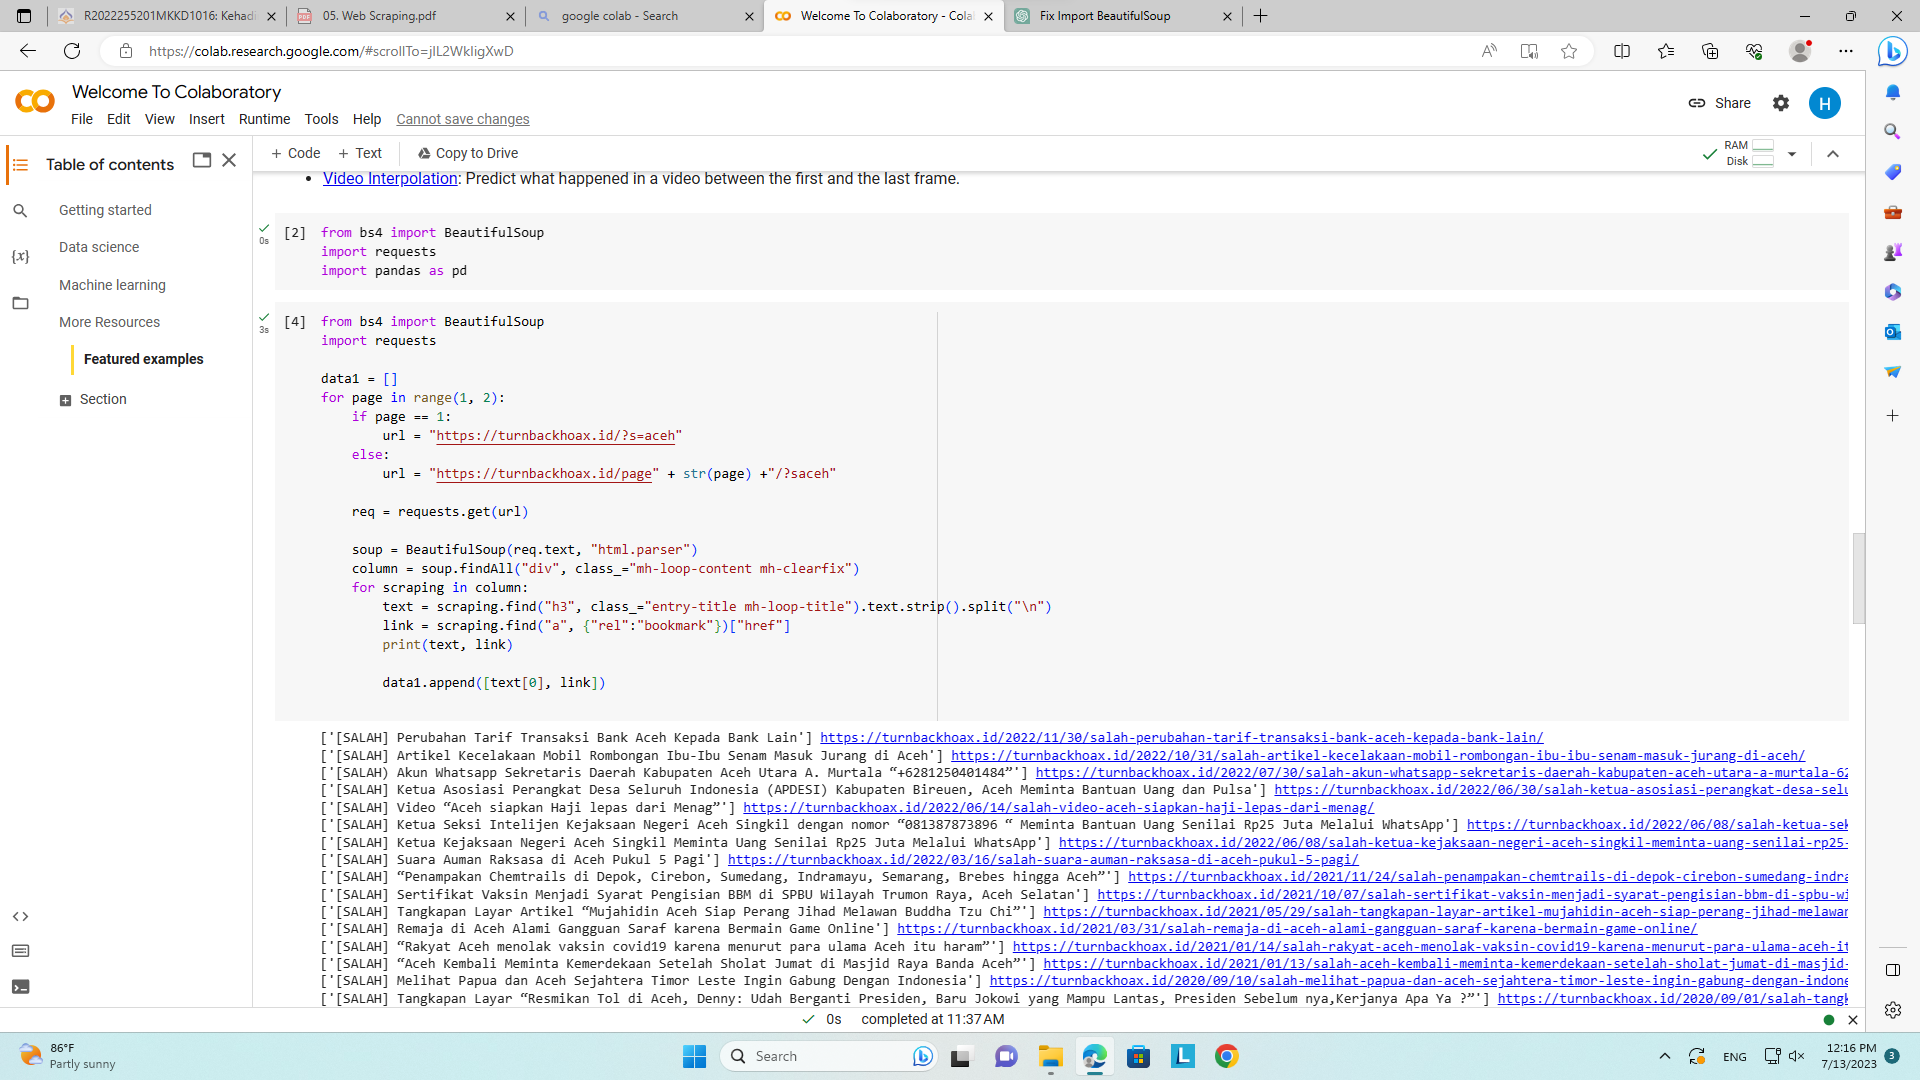 R2022255201MKKD1016: Kehadi
05. Web Scraping.pdf
google colab - Search
Welcome To Colaboratory - Cola
Fix Import BeautifulSoup
https://colab.research.google.com/#scrollTo=jIL2WkligXwD
Welcome To Colaboratory
File Edit View Insert Runtime Tools Help Cannot save changes
Share
H
Table of contents
+ Code + Text Copy to Drive
RAM
Disk
Getting started
Data science
Machine learning
More Resources
Featured examples
Section
{x}
• Video Interpolation: Predict what happened in a video between the first and the last frame.
0s
[2] from bs4 import BeautifulSoup
import requests
import pandas as pd
3s
[4] from bs4 import BeautifulSoup
import requests
data1 = []
for page in range(1, 2):
if page == 1:
url = "https://turnbackhoax.id/?s=aceh"
else:
url = "https://turnbackhoax.id/page" + str(page) +"/?saceh"
req = requests.get(url)
soup = BeautifulSoup(req.text, "html.parser")
column = soup.findAll("div", class_="mh-loop-content mh-clearfix")
for scraping in column:
text = scraping.find("h3", class_="entry-title mh-loop-title").text.strip().split("\n")
link = scraping.find("a", {"rel":"bookmark"})["href"]
print(text, link)
data1.append([text[0], link])
['[SALAH] Perubahan Tarif Transaksi Bank Aceh Kepada Bank Lain'] https://turnbackhoax.id/2022/11/30/salah-perubahan-tarif-transaksi-bank-aceh-kepada-bank-lain/
['[SALAH] Artikel Kecelakaan Mobil Rombongan Ibu-Ibu Senam Masuk Jurang di Aceh'] https://turnbackhoax.id/2022/10/31/salah-artikel-kecelakaan-mobil-rombongan-ibu-ibu-senam-masuk-jurang-di-aceh/
['[SALAH) Akun Whatsapp Sekretaris Daerah Kabupaten Aceh Utara A. Murtala “+6281250401484”'] https://turnbackhoax.id/2022/07/30/salah-akun-whatsapp-sekretaris-daerah-kabupaten-aceh-utara-a-murtala-62
['[SALAH] Ketua Asosiasi Perangkat Desa Seluruh Indonesia (APDESI) Kabupaten Bireuen, Aceh Meminta Bantuan Uang dan Pulsa'] https://turnbackhoax.id/2022/06/30/salah-ketua-asosiasi-perangkat-desa-selu
['[SALAH] Video “Aceh siapkan Haji lepas dari Menag”'] https://turnbackhoax.id/2022/06/14/salah-video-aceh-siapkan-haji-lepas-dari-menag/
['[SALAH] Ketua Seksi Intelijen Kejaksaan Negeri Aceh Singkil dengan nomor “081387873896 “ Meminta Bantuan Uang Senilai Rp25 Juta Melalui WhatsApp'] https://turnbackhoax.id/2022/06/08/salah-ketua-sek
['[SALAH] Ketua Kejaksaan Negeri Aceh Singkil Meminta Uang Senilai Rp25 Juta Melalui WhatsApp'] https://turnbackhoax.id/2022/06/08/salah-ketua-kejaksaan-negeri-aceh-singkil-meminta-uang-senilai-rp25-
['[SALAH] Suara Auman Raksasa di Aceh Pukul 5 Pagi'] https://turnbackhoax.id/2022/03/16/salah-suara-auman-raksasa-di-aceh-pukul-5-pagi/
['[SALAH] “Penampakan Chemtrails di Depok, Cirebon, Sumedang, Indramayu, Semarang, Brebes hingga Aceh”'] https://turnbackhoax.id/2021/11/24/salah-penampakan-chemtrails-di-depok-cirebon-sumedang-indra
['[SALAH] Sertifikat Vaksin Menjadi Syarat Pengisian BBM di SPBU Wilayah Trumon Raya, Aceh Selatan'] https://turnbackhoax.id/2021/10/07/salah-sertifikat-vaksin-menjadi-syarat-pengisian-bbm-di-spbu-wi
['[SALAH] Tangkapan Layar Artikel “Mujahidin Aceh Siap Perang Jihad Melawan Buddha Tzu Chi”'] https://turnbackhoax.id/2021/05/29/salah-tangkapan-layar-artikel-mujahidin-aceh-siap-perang-jihad-melawan
['[SALAH] Remaja di Aceh Alami Gangguan Saraf karena Bermain Game Online'] https://turnbackhoax.id/2021/03/31/salah-remaja-di-aceh-alami-gangguan-saraf-karena-bermain-game-online/
['[SALAH] “Rakyat Aceh menolak vaksin covid19 karena menurut para ulama Aceh itu haram”'] https://turnbackhoax.id/2021/01/14/salah-rakyat-aceh-menolak-vaksin-covid19-karena-menurut-para-ulama-aceh-it
['[SALAH] “Aceh Kembali Meminta Kemerdekaan Setelah Sholat Jumat di Masjid Raya Banda Aceh”'] https://turnbackhoax.id/2021/01/13/salah-aceh-kembali-meminta-kemerdekaan-setelah-sholat-jumat-di-masjid-
['[SALAH] Melihat Papua dan Aceh Sejahtera Timor Leste Ingin Gabung Dengan Indonesia'] https://turnbackhoax.id/2020/09/10/salah-melihat-papua-dan-aceh-sejahtera-timor-leste-ingin-gabung-dengan-indone
['[SALAH] Tangkapan Layar “Resmikan Tol di Aceh, Denny: Udah Berganti Presiden, Baru Jokowi yang Mampu Lantas, Presiden Sebelum nya,Kerjanya Apa Ya ?”'] https://turnbackhoax.id/2020/09/01/salah-tangk
0s completed at 11:37 AM
86°F
Partly sunny
Search
ENG
12:16 PM
7/13/2023
3